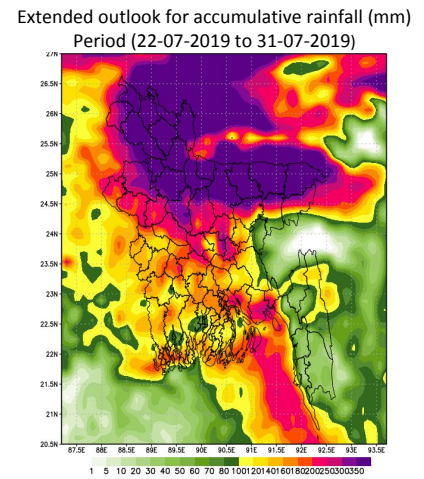 Extended outlook for accumulative rainfall (mm)
Period (22-07-2019 to 31-07-2019)
27N
26.5N
26N
25.5N
25N
24.5N
24N
23.5N
23N
22.5N
22N
21.5N
21N
20.5N
87.5E 88E 88.5E 89E 89.5E 90E 90.5E 91E 91.5E 92E 92.5E 93E 93.5E
1 5 10 20 30 40 50 60 70 80 100120140160180200250300350